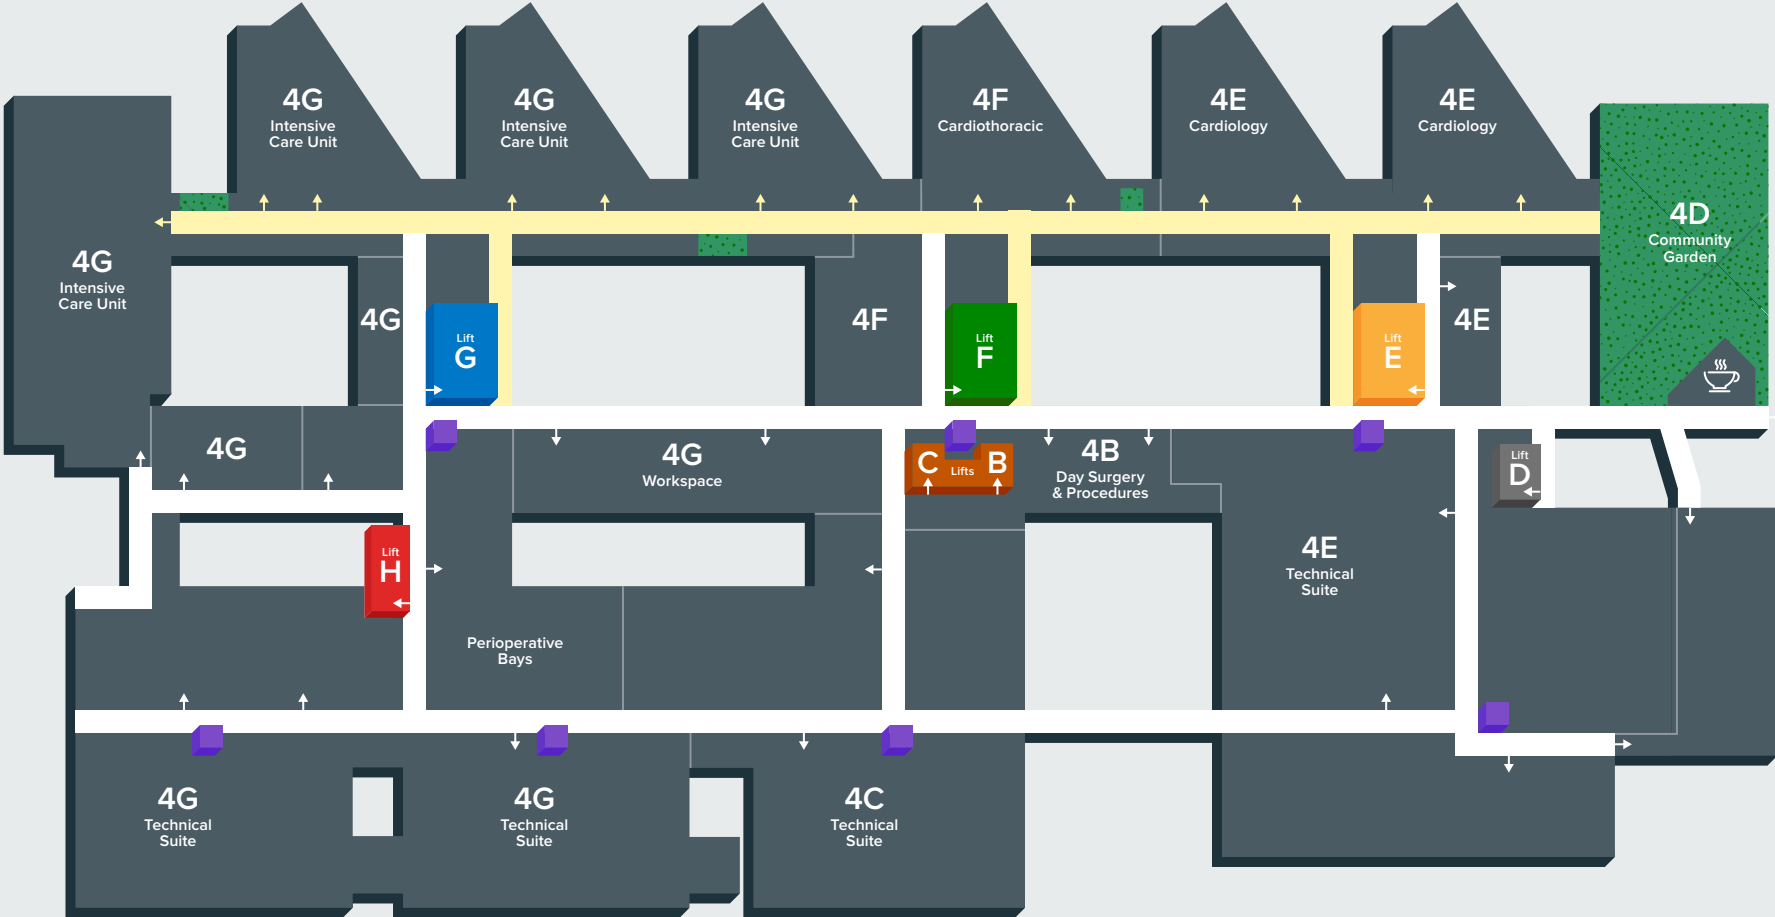 4G
Intensive
Care Unit
4G
Intensive
Care Unit
4G
Intensive
Care Unit
4F
Cardiothoracic
4E
Cardiology
4E
Cardiology
4D
Community
Garden
4G
Intensive
Care Unit
4G
Lift
G
4F
Lift
F
Lift
E
4E
4G
4G
Workspace
C
Lifts
B
4B
Day Surgery
& Procedures
Lift
D
Lift
H
4E
Technical
Suite
Perioperative
Bays
4G
Technical
Suite
4G
Technical
Suite
4C
Technical
Suite